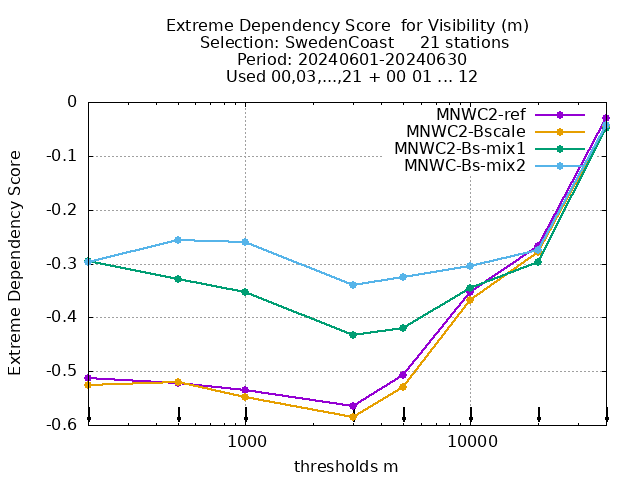 Extreme Dependency Score  for Visibility (m)
Selection: SwedenCoast     21 stations
Period: 20240601-20240630
Used 00,03,...,21 + 00 01 ... 12
MNWC2-ref
MNWC2-Bscale
MNWC2-Bs-mix1
MNWC-Bs-mix2
Extreme Dependency Score
0
-0.1
-0.2
-0.3
-0.4
-0.5
-0.6
1000 10000
thresholds m